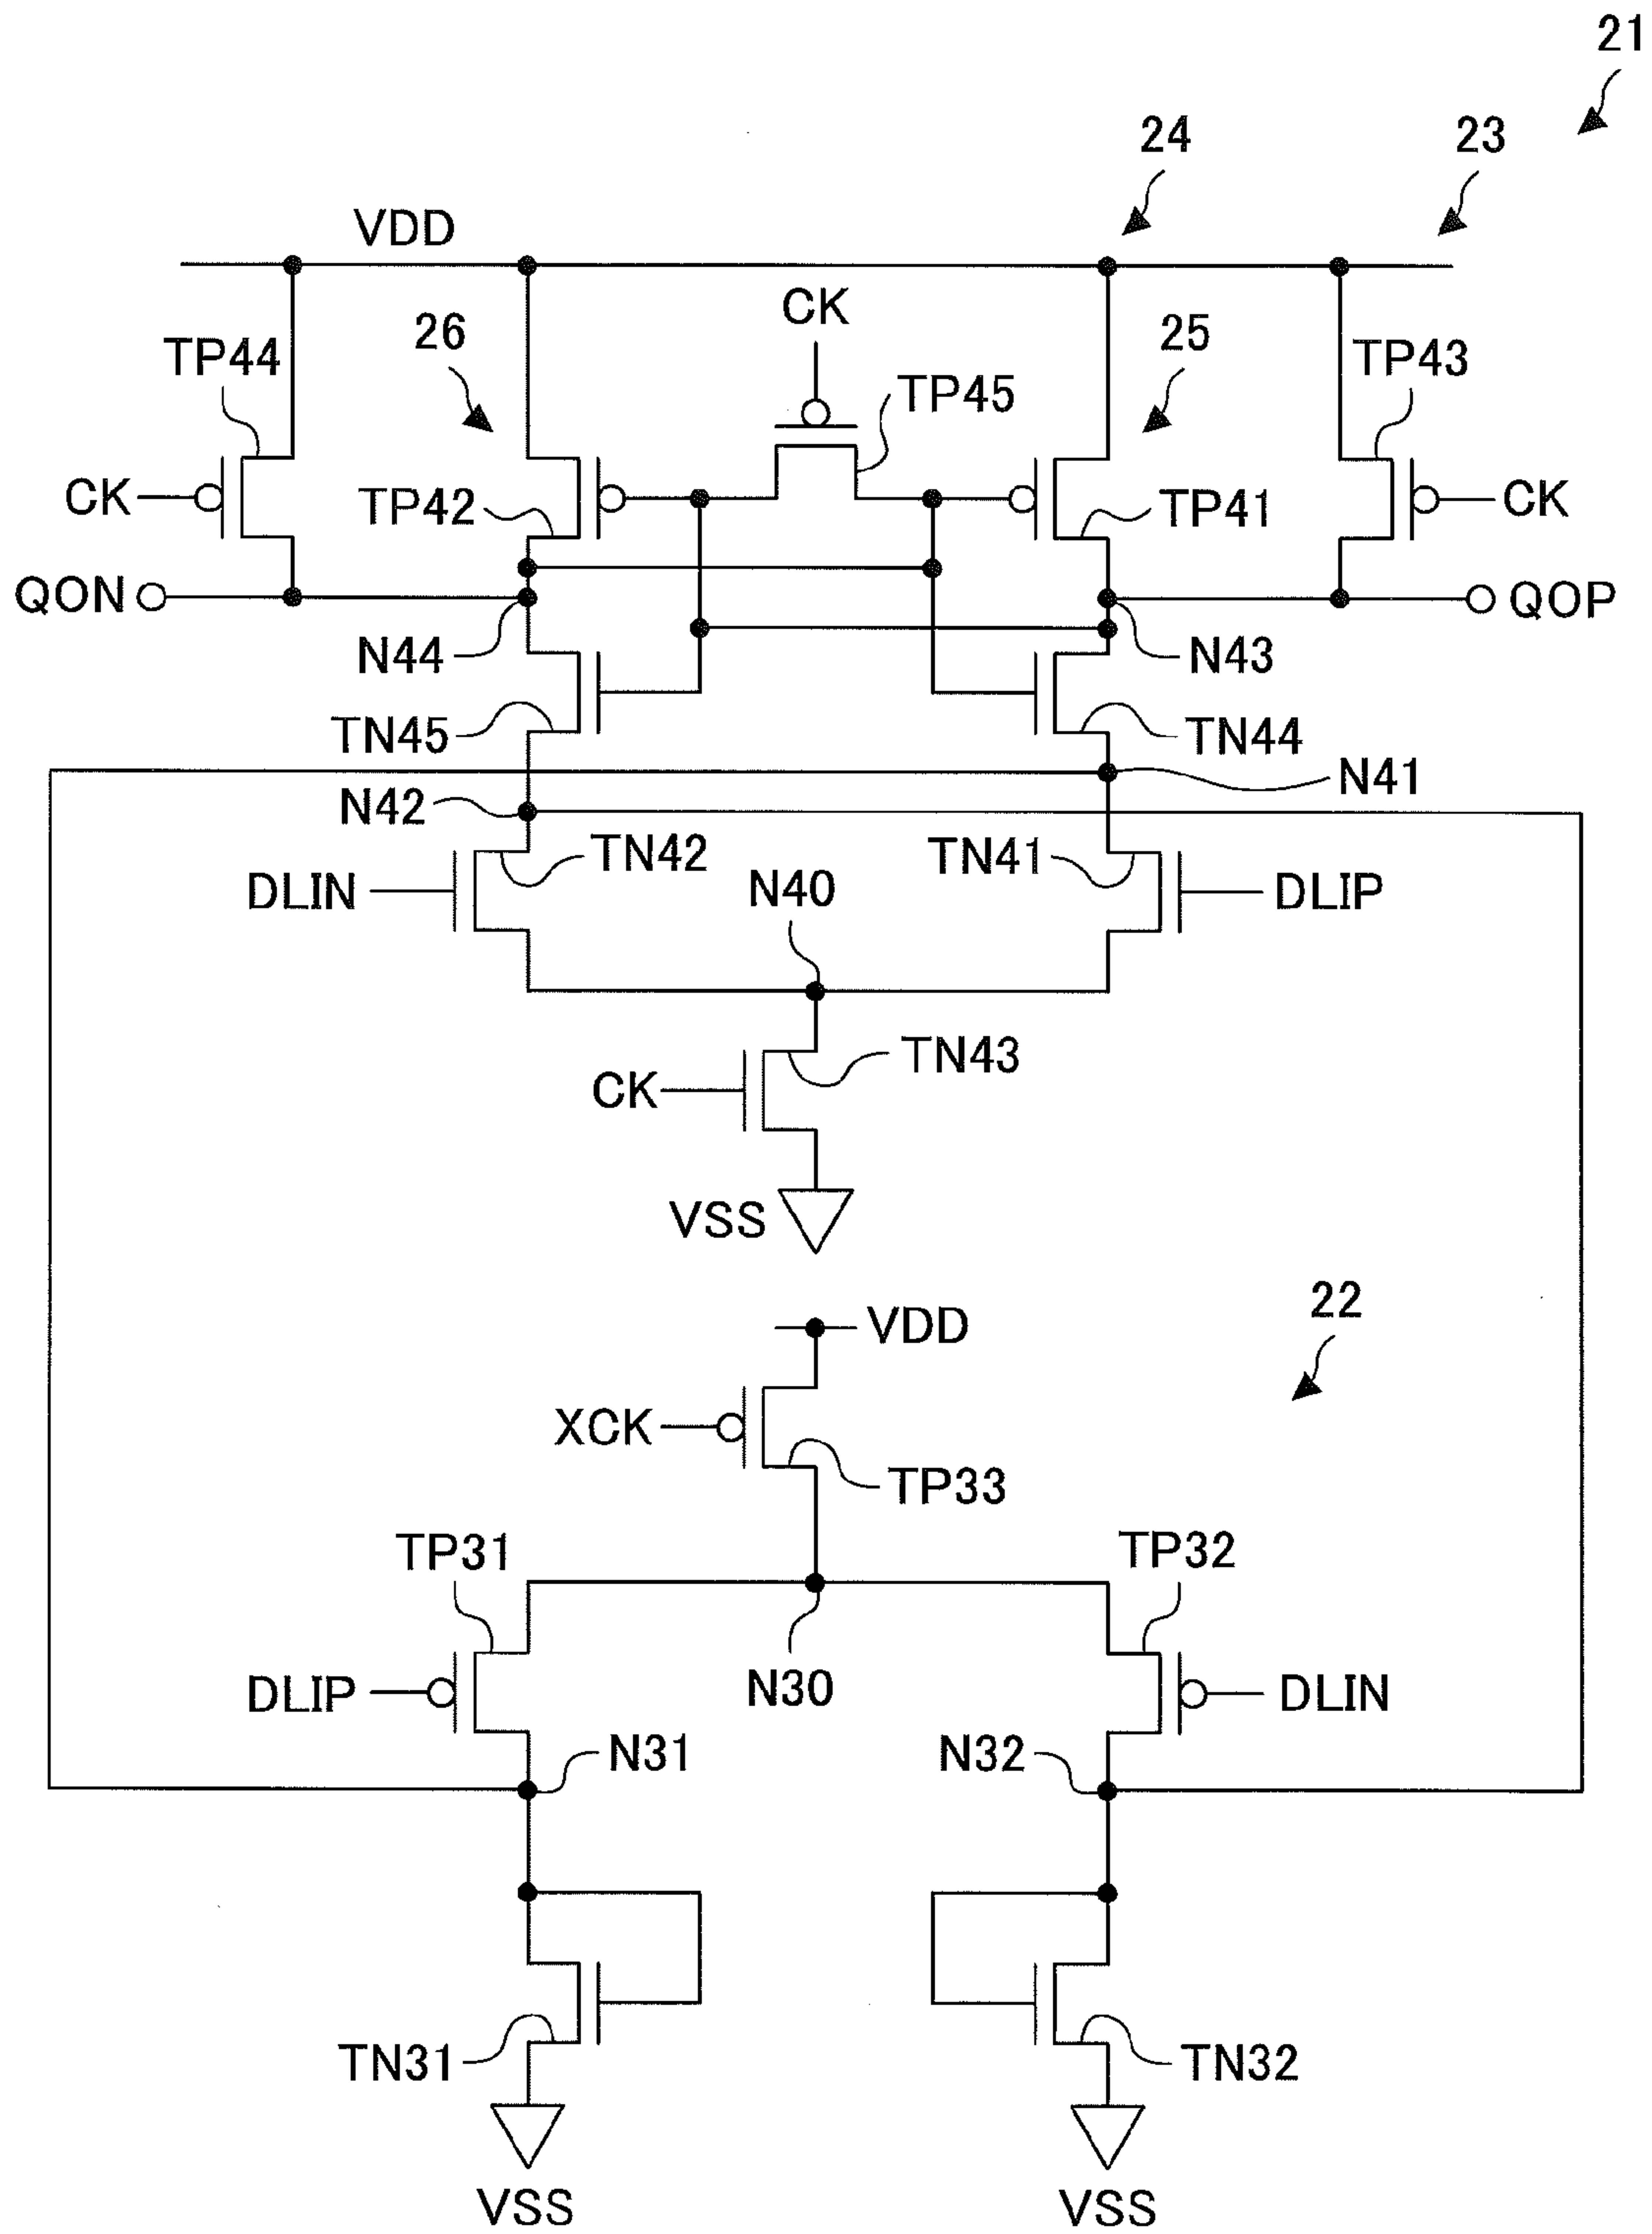 21
24
23
VDD
CK
26
25
TP44
TP43
TP45
CK
TP42
TP41
CK
QON
QOP
N44
N43
TN45
TN44
N41
N42
TN42
TN41
DLIN
N40
DLIP
TN43
CK
VSS
22
VDD
XCK
TP33
TP31
TP32
DLIP
N30
DLIN
N31
N32
TN31
TN32
VSS
VSS